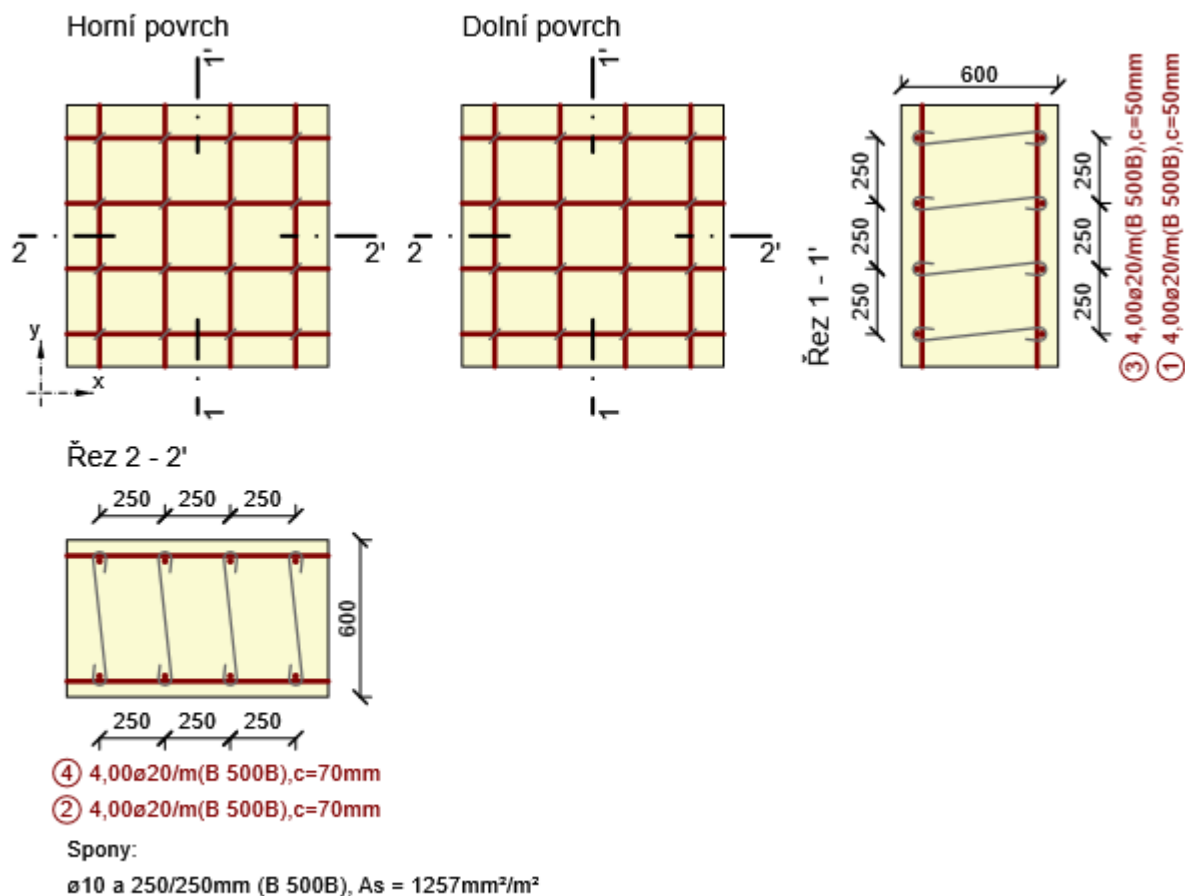 Horní povrch
Dolní povrch
1'
1'
2
2'
2
2'
y
x
1
1
600
250
250
250
250
250
250
Řez 1 - 1'
③ 4,00ø20/m(B 500B),c=50mm
① 4,00ø20/m(B 500B),c=50mm
Řez 2 - 2'
250
250
250
600
250
250
250
④ 4,00ø20/m(B 500B),c=70mm
② 4,00ø20/m(B 500B),c=70mm
Spony:
ø10 a 250/250mm (B 500B), As = 1257mm²/m²